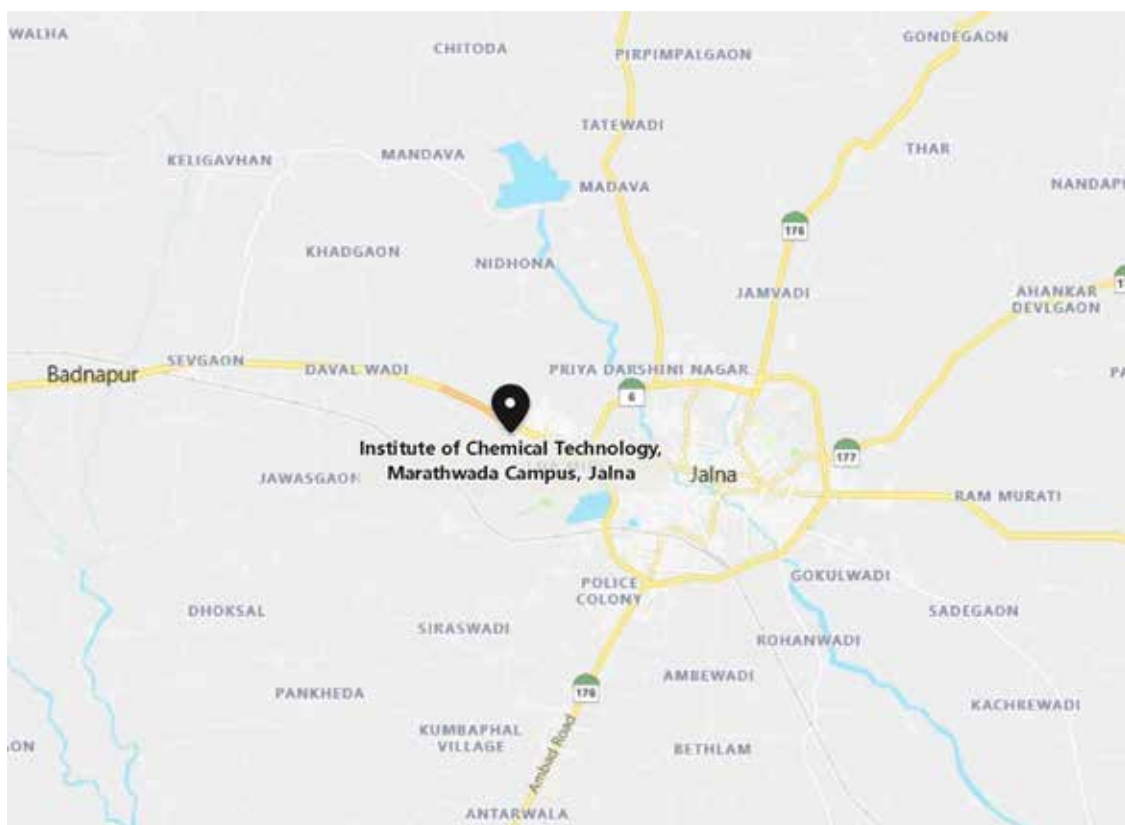 WALHA
CHITODA
PIRPIMPALGAON
GONDEGAON
TATEWADI
KELIGAVHAN
MANDAVA
THAR
MADAVA
176
KHADGAON
NIDHONA
JAMVADI
AHANKAR
DEVLGAON
SEVGAON
Badnapur
DAVAL WADI
PRIYA DARSHINI NAGAR
6
Institute of Chemical Technology,
Marathwada Campus, Jalna
177
JAWASGAON
Jalna
RAM MURATI
POLICE
COLONY
GOKULWADI
DHOKSAL
SIRASWADI
SADEGAON
ROHANWADI
PANKHEDA
176
AMBEWADI
KACHREWADI
KUMBAPHAL
VILLAGE
Ambad Road
BETHLAM
ANTARWALA